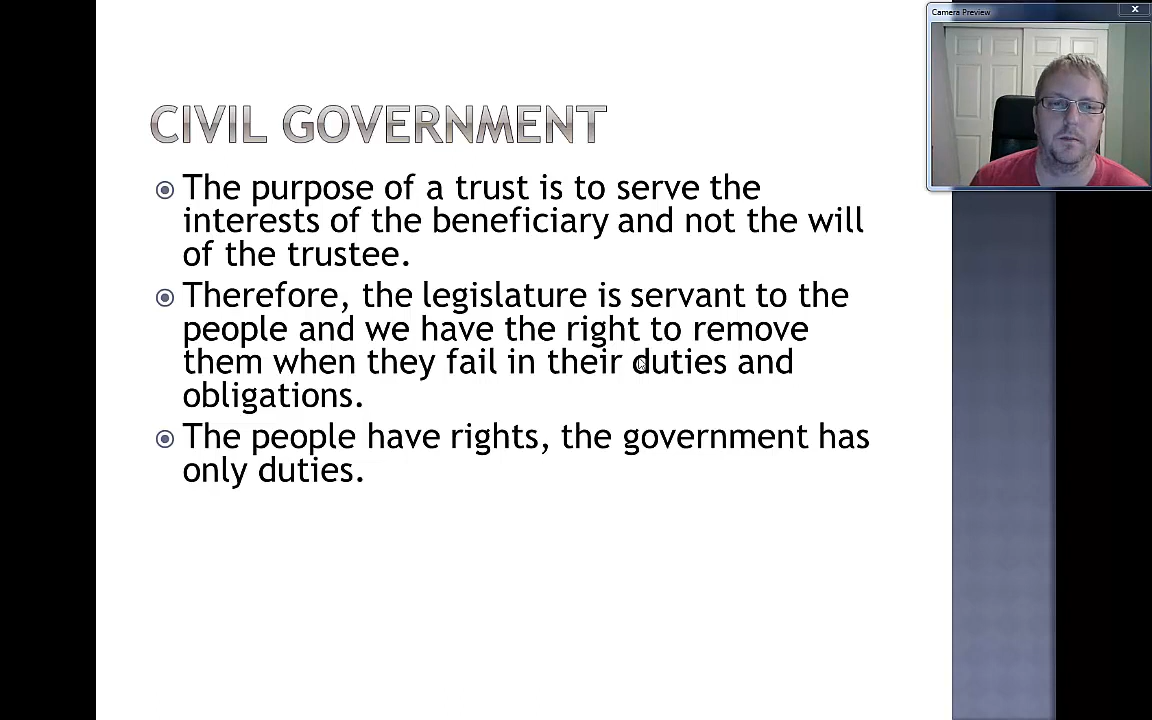 Camera Preview
CIVIL GOVERNMENT
The purpose of a trust is to serve the
interests of the beneficiary and not the will
of the trustee.
Therefore, the legislature is servant to the
people and we have the right to remove
them when they fail in their duties and
obligations.
The people have rights, the government has
only duties.